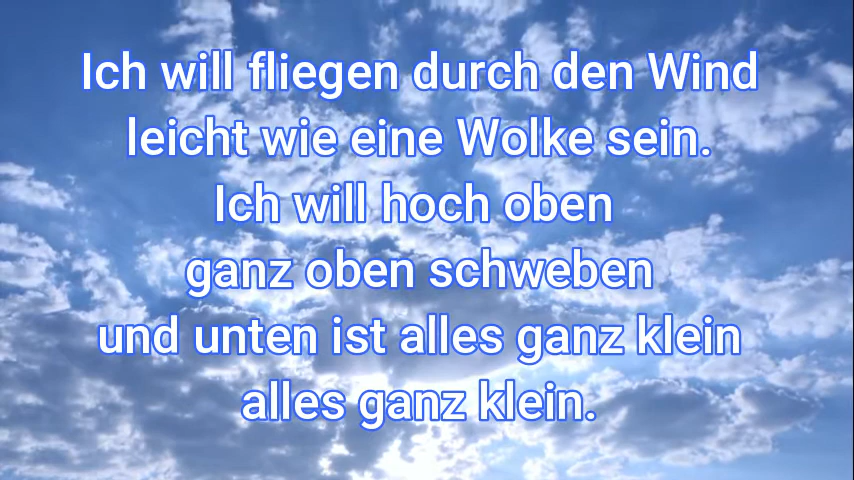 Ich will fliegen durch den Wind
leicht wie eine Wolke sein.
Ich will hoch oben
ganz oben schweben
und unten ist alles ganz klein
alles ganz klein.